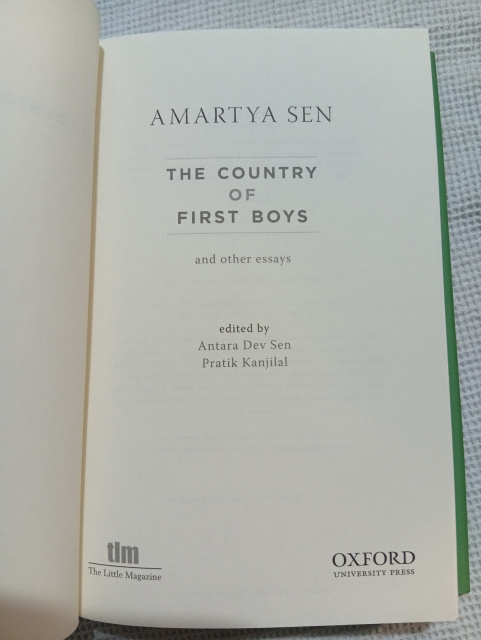 AMARTYA SEN
THE COUNTRY
OF
FIRST BOYS
and other essays
edited by
Antara Dev Sen
Pratik Kanjilal
tlm
The Little Magazine
OXFORD
UNIVERSITY PRESS